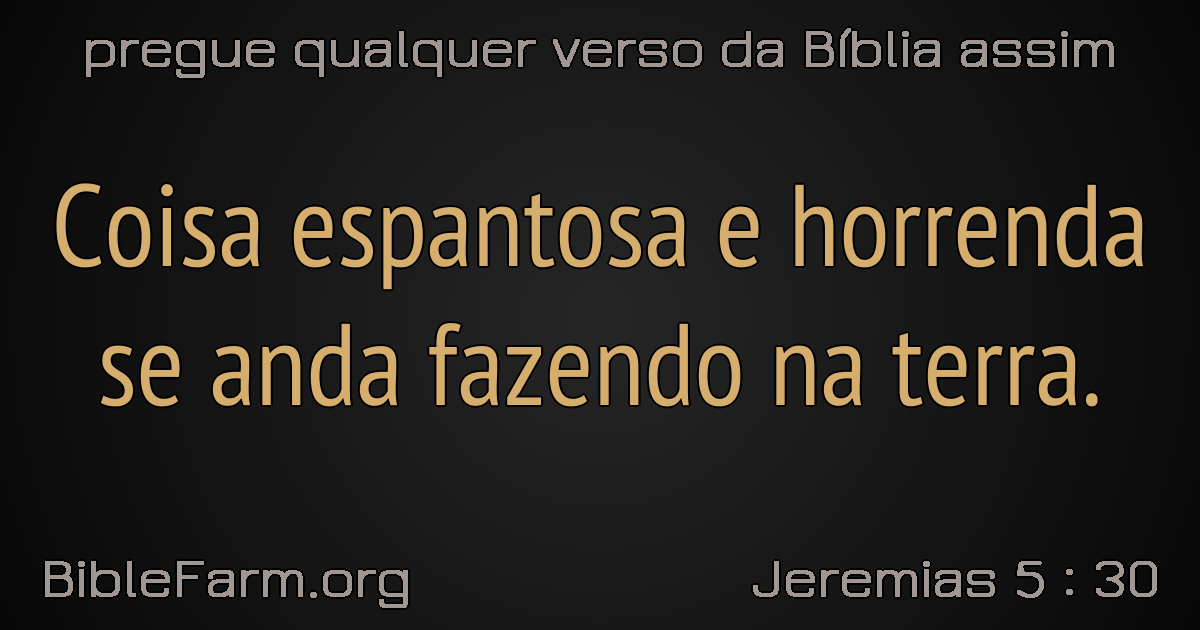 pregue qualquer verso da Bíblia assim
Coisa espantosa e horrenda
se anda fazendo na terra.
BibleFarm.org
Jeremias 5 : 30